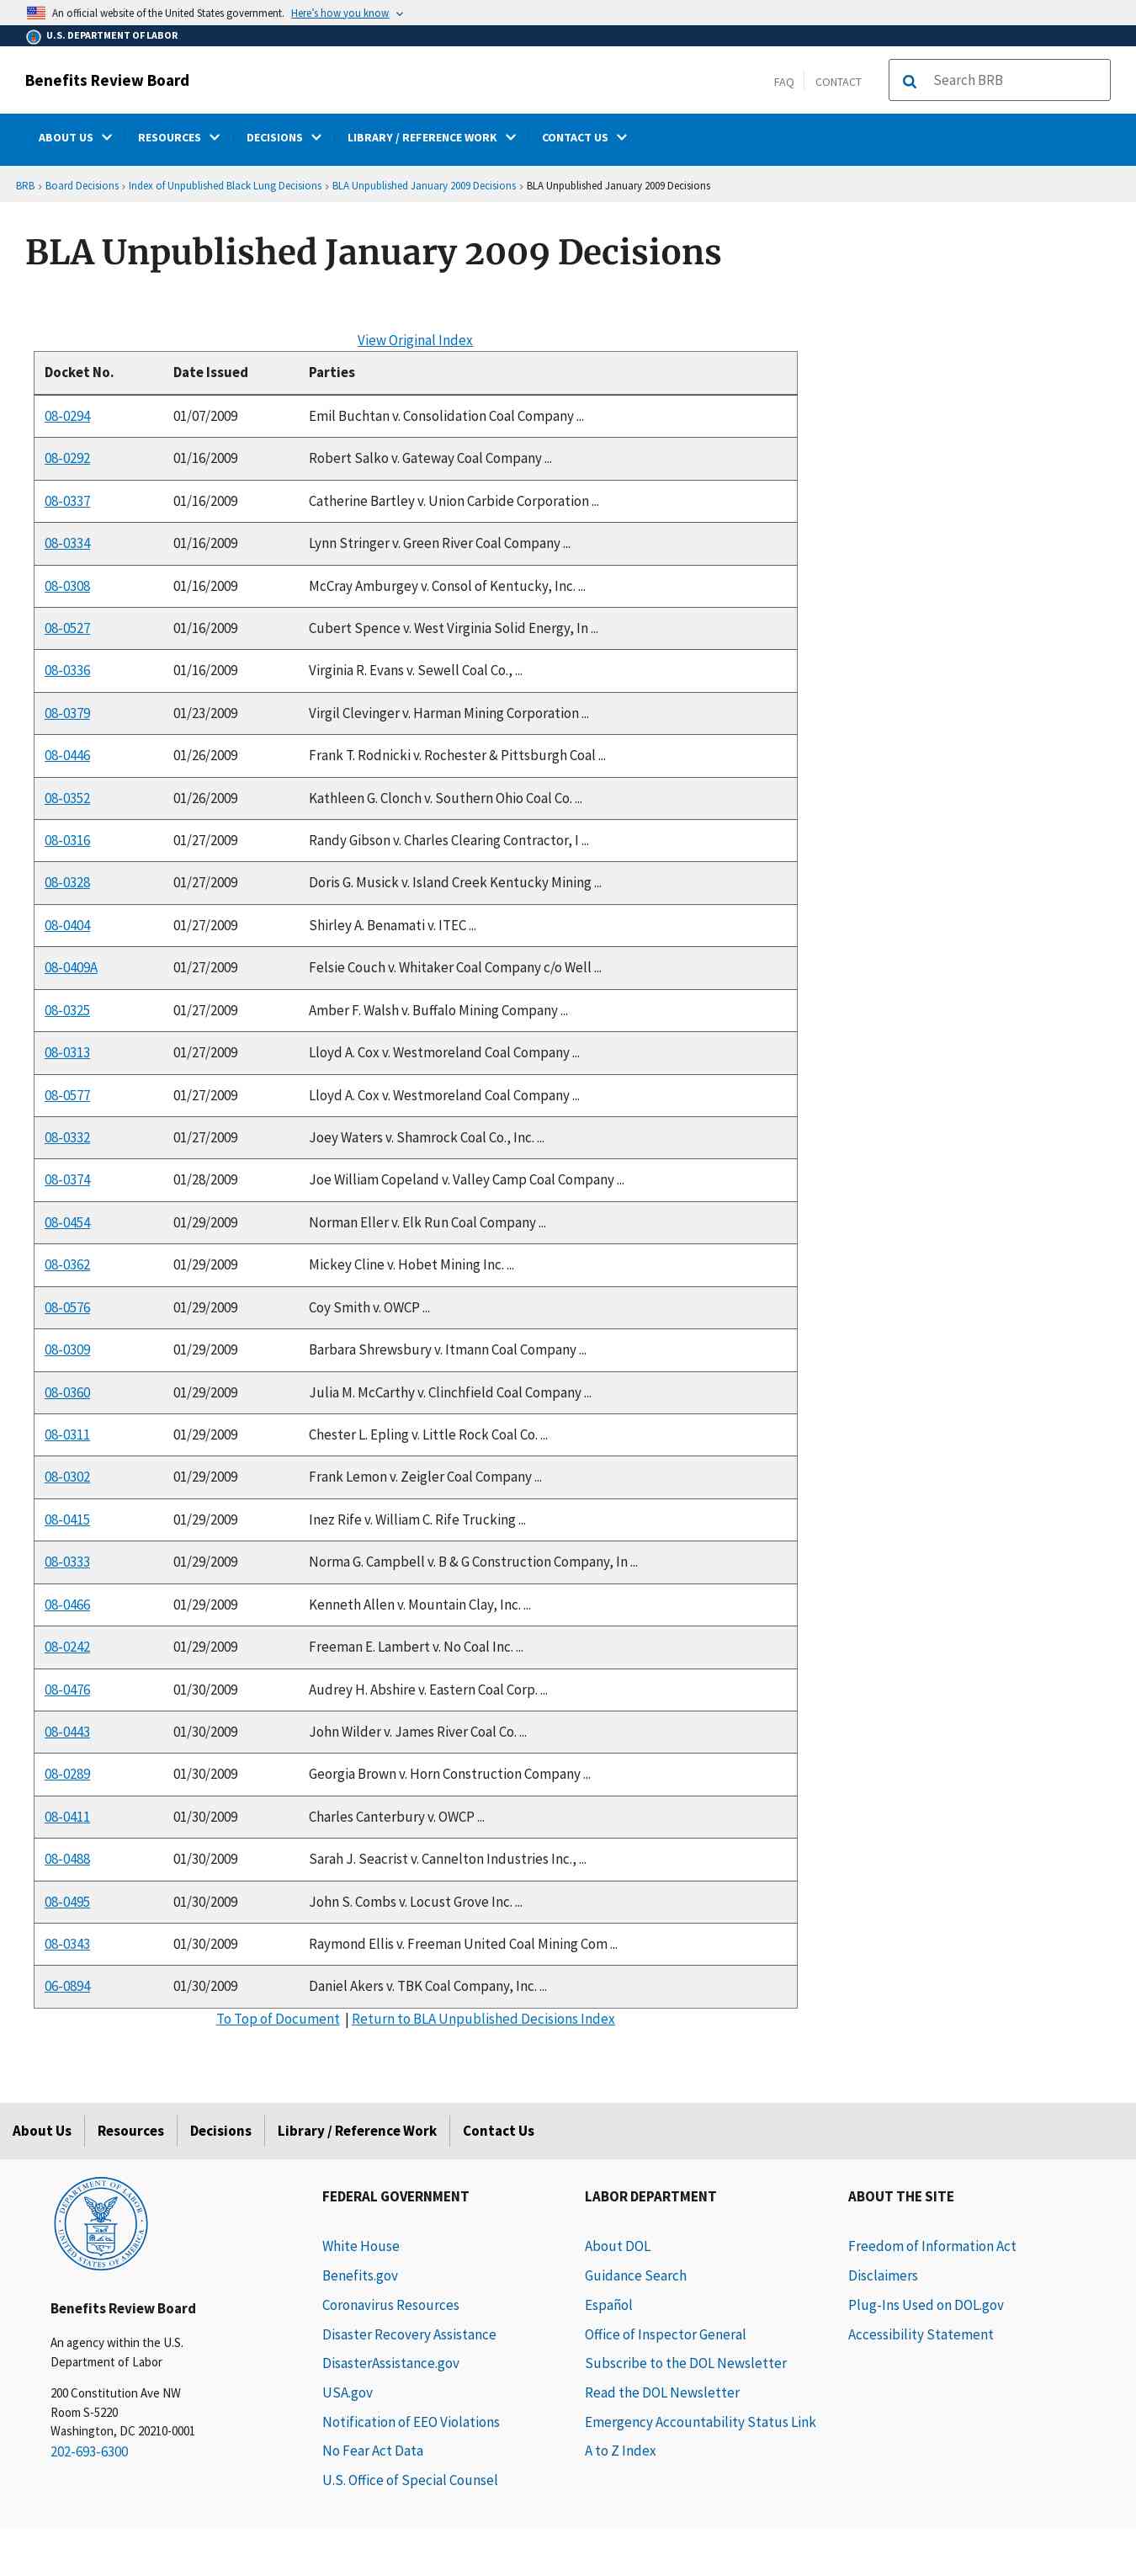 An official website of the United States government. Here's how you know
U.S. DEPARTMENT OF LABOR
Benefits Review Board
FAQ
CONTACT
Search BRB
ABOUT US
RESOURCES
DECISIONS
LIBRARY / REFERENCE WORK
CONTACT US
BRB › Board Decisions › Index of Unpublished Black Lung Decisions › BLA Unpublished January 2009 Decisions › BLA Unpublished January 2009 Decisions
BLA Unpublished January 2009 Decisions
View Original Index
Docket No. Date Issued Parties
08-0294 01/07/2009 Emil Buchtan v. Consolidation Coal Company ...
08-0292 01/16/2009 Robert Salko v. Gateway Coal Company ...
08-0337 01/16/2009 Catherine Bartley v. Union Carbide Corporation ...
08-0334 01/16/2009 Lynn Stringer v. Green River Coal Company ...
08-0308 01/16/2009 McCray Amburgey v. Consol of Kentucky, Inc. ...
08-0527 01/16/2009 Cubert Spence v. West Virginia Solid Energy, In ...
08-0336 01/16/2009 Virginia R. Evans v. Sewell Coal Co., ...
08-0379 01/23/2009 Virgil Clevinger v. Harman Mining Corporation ...
08-0446 01/26/2009 Frank T. Rodnicki v. Rochester & Pittsburgh Coal ...
08-0352 01/26/2009 Kathleen G. Clonch v. Southern Ohio Coal Co. ...
08-0316 01/27/2009 Randy Gibson v. Charles Clearing Contractor, I ...
08-0328 01/27/2009 Doris G. Musick v. Island Creek Kentucky Mining ...
08-0404 01/27/2009 Shirley A. Benamati v. ITEC ...
08-0409A 01/27/2009 Felsie Couch v. Whitaker Coal Company c/o Well ...
08-0325 01/27/2009 Amber F. Walsh v. Buffalo Mining Company ...
08-0313 01/27/2009 Lloyd A. Cox v. Westmoreland Coal Company ...
08-0577 01/27/2009 Lloyd A. Cox v. Westmoreland Coal Company ...
08-0332 01/27/2009 Joey Waters v. Shamrock Coal Co., Inc. ...
08-0374 01/28/2009 Joe William Copeland v. Valley Camp Coal Company ...
08-0454 01/29/2009 Norman Eller v. Elk Run Coal Company ...
08-0362 01/29/2009 Mickey Cline v. Hobet Mining Inc. ...
08-0576 01/29/2009 Coy Smith v. OWCP ...
08-0309 01/29/2009 Barbara Shrewsbury v. Itmann Coal Company ...
08-0360 01/29/2009 Julia M. McCarthy v. Clinchfield Coal Company ...
08-0311 01/29/2009 Chester L. Epling v. Little Rock Coal Co. ...
08-0302 01/29/2009 Frank Lemon v. Zeigler Coal Company ...
08-0415 01/29/2009 Inez Rife v. William C. Rife Trucking ...
08-0333 01/29/2009 Norma G. Campbell v. B & G Construction Company, In ...
08-0466 01/29/2009 Kenneth Allen v. Mountain Clay, Inc. ...
08-0242 01/29/2009 Freeman E. Lambert v. No Coal Inc. ...
08-0476 01/30/2009 Audrey H. Abshire v. Eastern Coal Corp. ...
08-0443 01/30/2009 John Wilder v. James River Coal Co. ...
08-0289 01/30/2009 Georgia Brown v. Horn Construction Company ...
08-0411 01/30/2009 Charles Canterbury v. OWCP ...
08-0488 01/30/2009 Sarah J. Seacrist v. Cannelton Industries Inc., ...
08-0495 01/30/2009 John S. Combs v. Locust Grove Inc. ...
08-0343 01/30/2009 Raymond Ellis v. Freeman United Coal Mining Com ...
06-0894 01/30/2009 Daniel Akers v. TBK Coal Company, Inc. ...
To Top of Document | Return to BLA Unpublished Decisions Index
About Us
Resources
Decisions
Library / Reference Work
Contact Us
DEPARTMENT OF LABOR
UNITED STATES OF AMERICA
Benefits Review Board
An agency within the U.S.
Department of Labor
200 Constitution Ave NW
Room S-5220
Washington, DC 20210-0001
202-693-6300
FEDERAL GOVERNMENT
White House
Benefits.gov
Coronavirus Resources
Disaster Recovery Assistance
DisasterAssistance.gov
USA.gov
Notification of EEO Violations
No Fear Act Data
U.S. Office of Special Counsel
LABOR DEPARTMENT
About DOL
Guidance Search
Español
Office of Inspector General
Subscribe to the DOL Newsletter
Read the DOL Newsletter
Emergency Accountability Status Link
A to Z Index
ABOUT THE SITE
Freedom of Information Act
Disclaimers
Plug-Ins Used on DOL.gov
Accessibility Statement